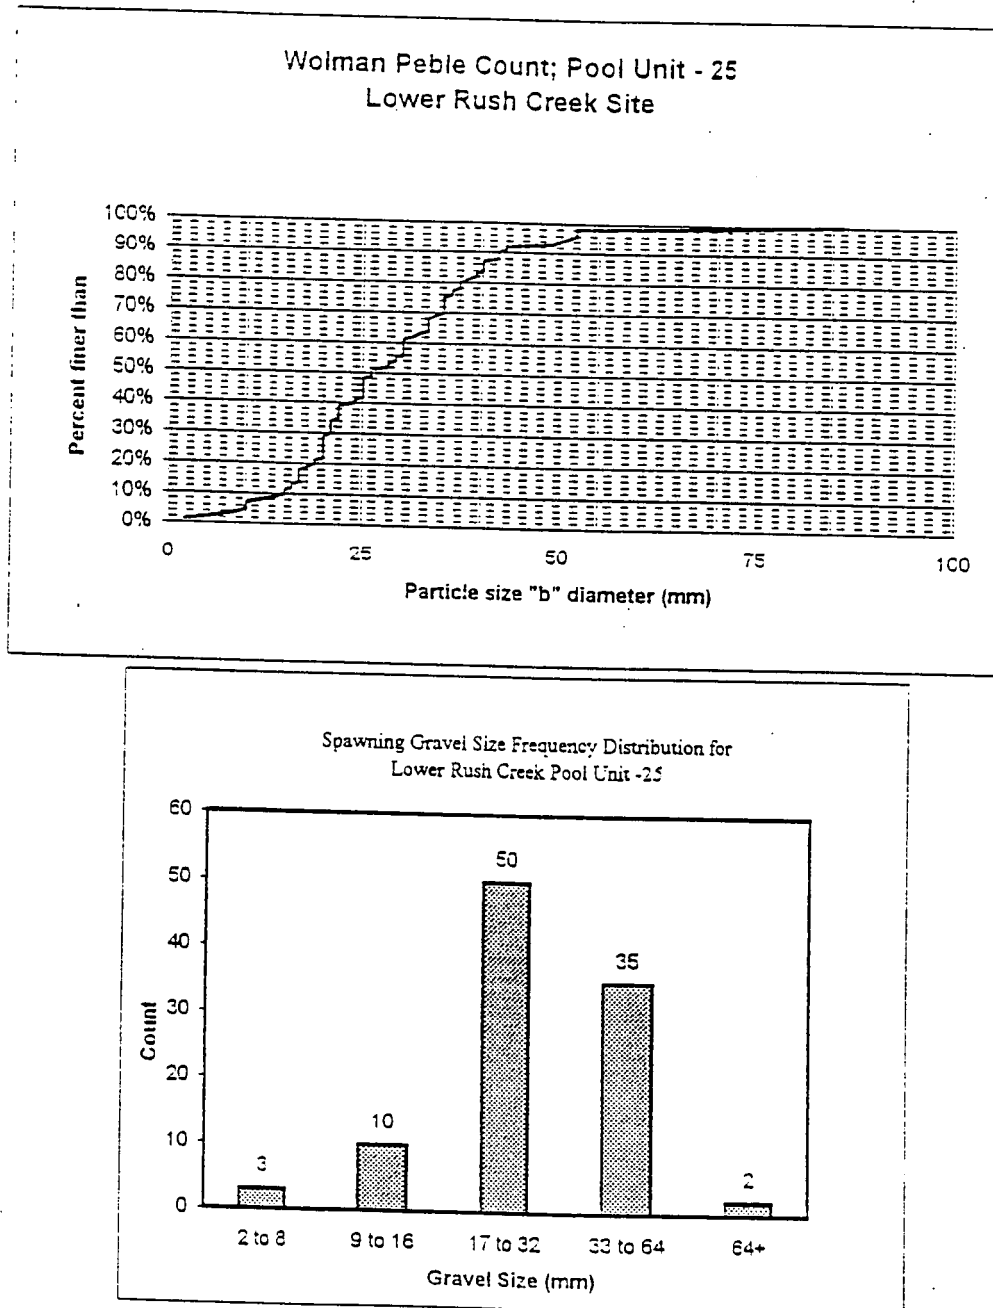 Wolman Peble Count; Pool Unit - 25
Lower Rush Creek Site
100%
90%
80%
70%
60%
50%
40%
30%
20%
10%
0%
Percent finer than
0 25 50 75 100
Particle size "b" diameter (mm)
Spawning Gravel Size Frequency Distribution for
Lower Rush Creek Pool Unit -25
60
50
40
30
20
10
0
Count
3
10
50
35
2
2 to 8 9 to 16 17 to 32 33 to 64 64+
Gravel Size (mm)